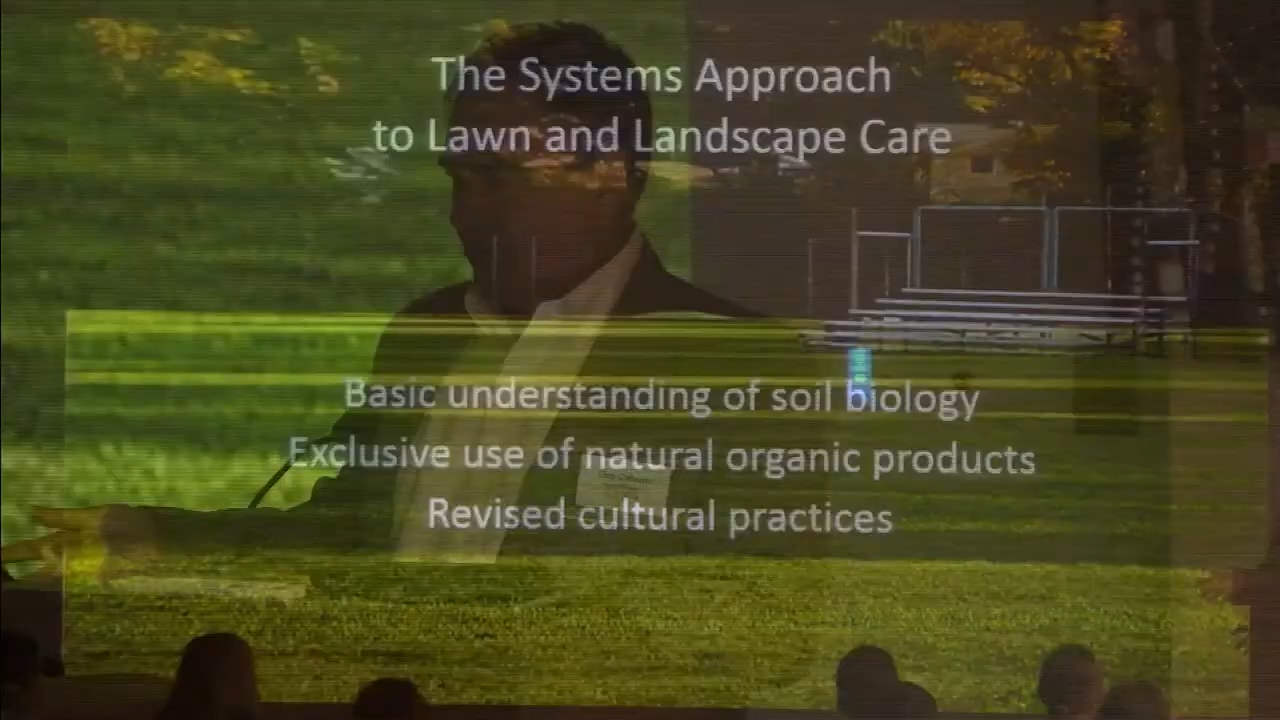 The Systems Approach
to Lawn and Landscape Care
Basic understanding of soil biology
Exclusive use of natural organic products
Revised cultural practices